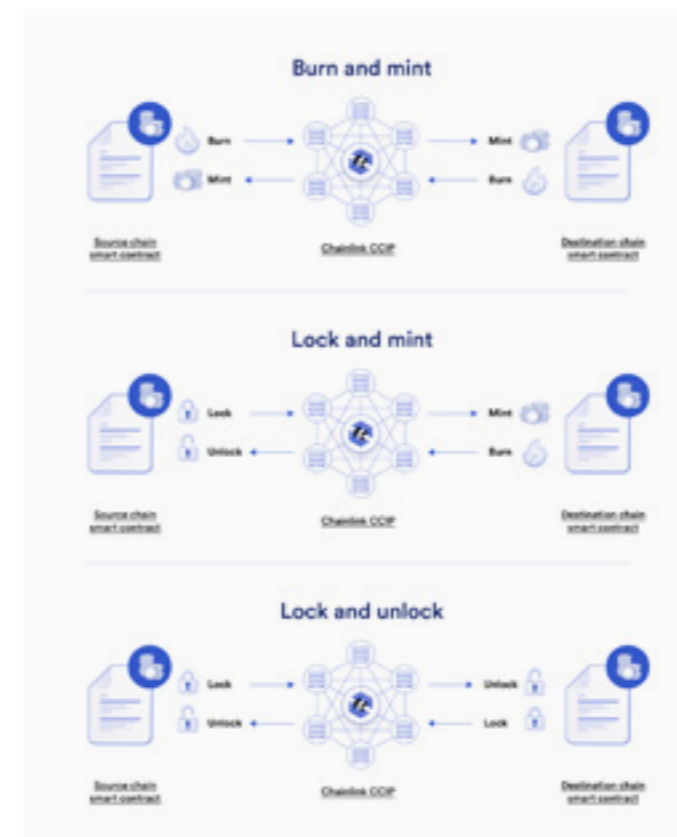 Burn and mint
Burn
Mint
Mint
Burn
Source chain
smart contract
Chainlink CCIP
Destination chain
smart contract
Lock and mint
Lock
Mint
Unlock
Burn
Source chain
smart contract
Chainlink CCIP
Destination chain
smart contract
Lock and unlock
Lock
Unlock
Unlock
Lock
Source chain
smart contract
Chainlink CCIP
Destination chain
smart contract